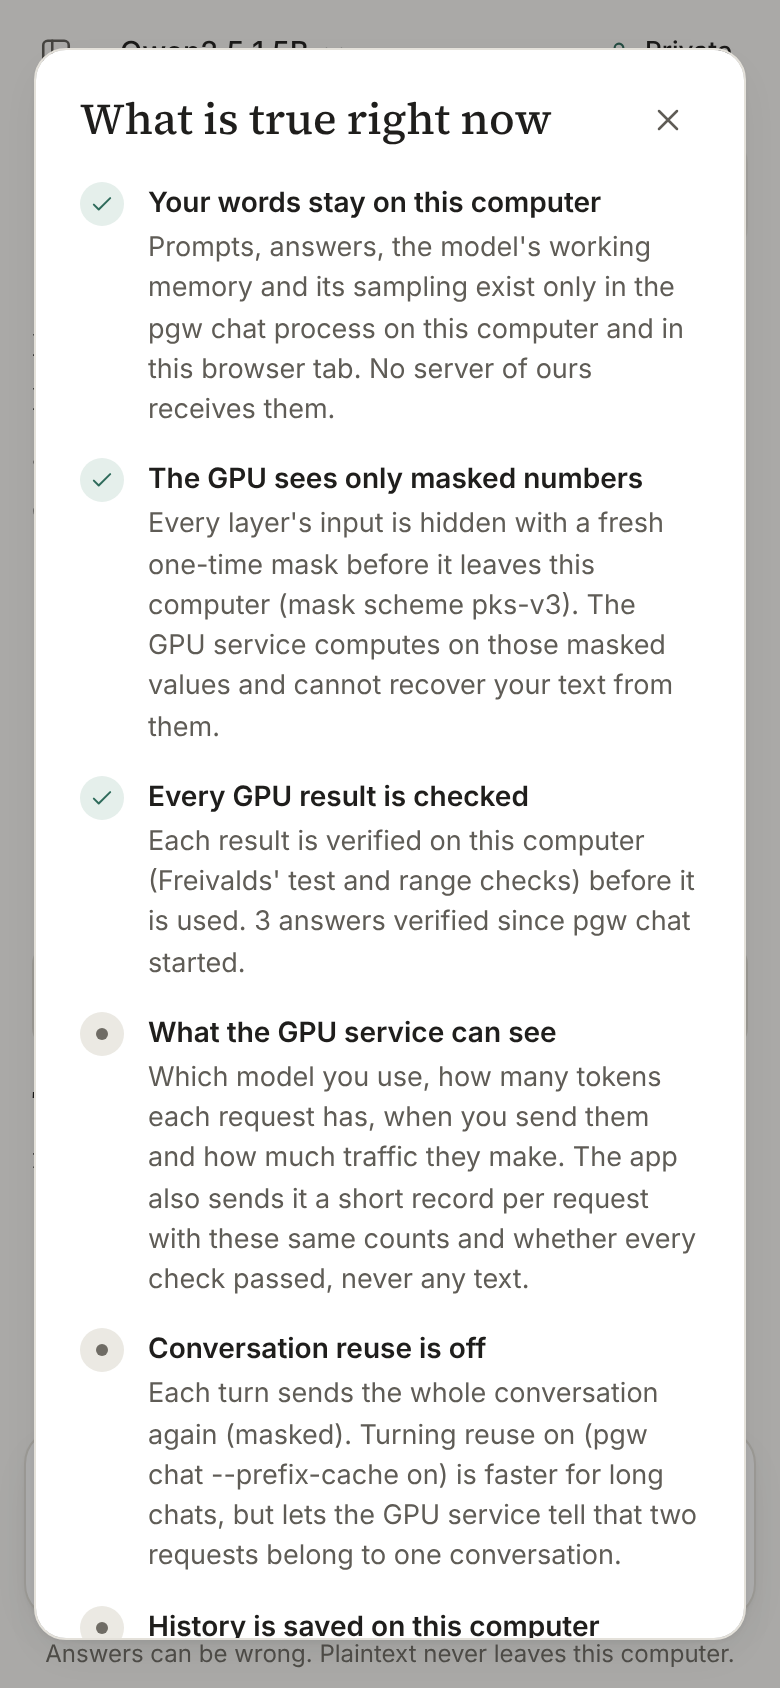 What is true right now
Your words stay on this computer
Prompts, answers, the model's working
memory and its sampling exist only in the
pgw chat process on this computer and in
this browser tab. No server of ours
receives them.
The GPU sees only masked numbers
Every layer's input is hidden with a fresh
one-time mask before it leaves this
computer (mask scheme pks-v3). The
GPU service computes on those masked
values and cannot recover your text from
them.
Every GPU result is checked
Each result is verified on this computer
(Freivalds' test and range checks) before it
is used. 3 answers verified since pgw chat
started.
What the GPU service can see
Which model you use, how many tokens
each request has, when you send them
and how much traffic they make. The app
also sends it a short record per request
with these same counts and whether every
check passed, never any text.
Conversation reuse is off
Each turn sends the whole conversation
again (masked). Turning reuse on (pgw
chat --prefix-cache on) is faster for long
chats, but lets the GPU service tell that two
requests belong to one conversation.
History is saved on this computer
Answers can be wrong. Plaintext never leaves this computer.